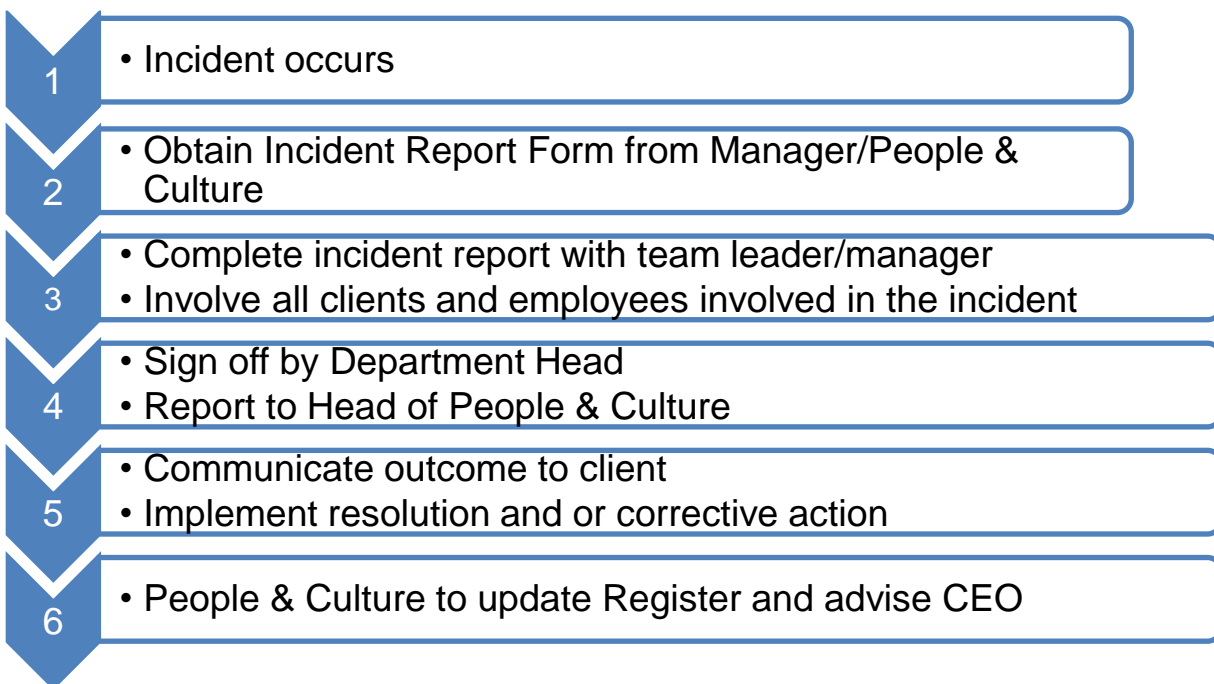 1
• Incident occurs
2
• Obtain Incident Report Form from Manager/People &
Culture
3
• Complete incident report with team leader/manager
• Involve all clients and employees involved in the incident
4
• Sign off by Department Head
• Report to Head of People & Culture
5
• Communicate outcome to client
• Implement resolution and or corrective action
6
• People & Culture to update Register and advise CEO